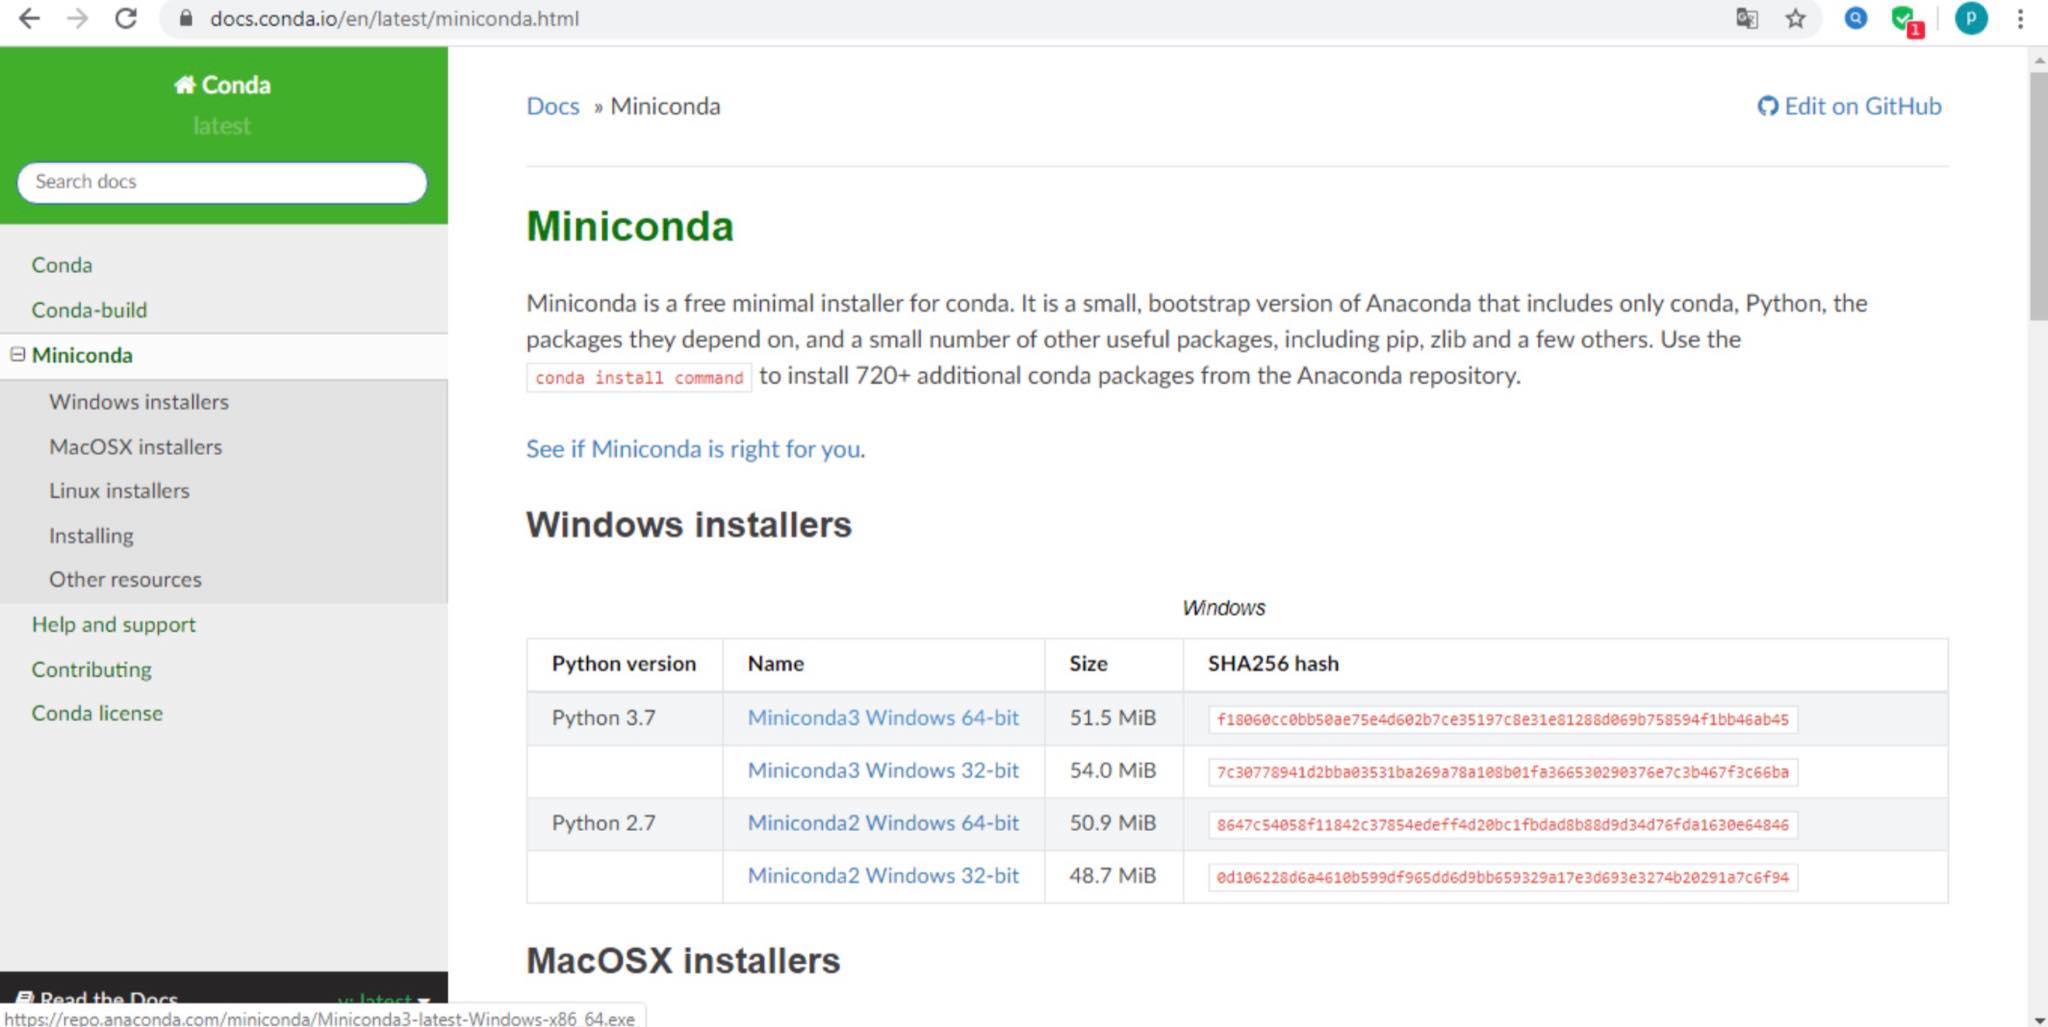 docs.conda.io/en/latest/miniconda.html
1
p
Conda
latest
Search docs
Conda
Conda-build
Miniconda
Windows installers
MacOSX installers
Linux installers
Installing
Other resources
Help and support
Contributing
Conda license
Read the Docs
v: latest
https://repo.anaconda.com/miniconda/Miniconda3-latest-Windows-x86_64.exe
Docs » Miniconda
Edit on GitHub
Miniconda
Miniconda is a free minimal installer for conda. It is a small, bootstrap version of Anaconda that includes only conda, Python, the
packages they depend on, and a small number of other useful packages, including pip, zlib and a few others. Use the
conda install command to install 720+ additional conda packages from the Anaconda repository.
See if Miniconda is right for you.
Windows installers
Windows
Python version Name Size SHA256 hash
Python 3.7 Miniconda3 Windows 64-bit 51.5 MiB f18060cc0bb50ae75e4d602b7ce35197c8e31e81288d069b758594f1bb46ab45
Miniconda3 Windows 32-bit 54.0 MiB 7c30778941d2bba03531ba269a78a108b01fa366530290376e7c3b467f3c66ba
Python 2.7 Miniconda2 Windows 64-bit 50.9 MiB 8647c54058f11842c37854edeff4d20bc1fbdad8b88d9d34d76fda1630e64846
Miniconda2 Windows 32-bit 48.7 MiB 0d106228d6a4610b599df965dd6d9bb659329a17e3d693e3274b20291a7c6f94
MacOSX installers